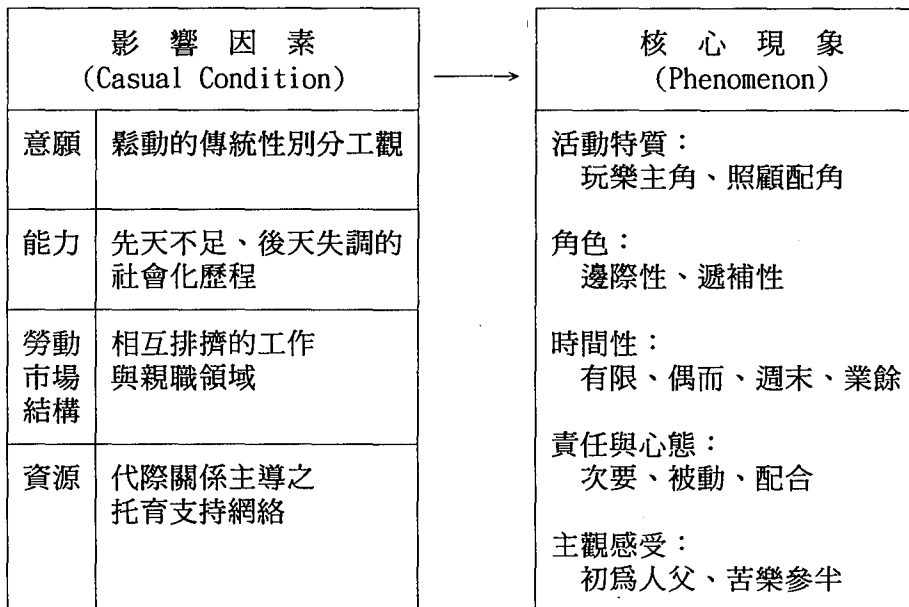 影響因素
(Casual Condition)
意願
鬆動的傳統性別分工觀
能力
先天不足、後天失調的
社會化歷程
勞動
市場
結構
相互排擠的工作
與親職領域
資源
代際關係主導之
托育支持網絡
核心現象
(Phenomenon)
活動特質：
玩樂主角、照顧配角
角色：
邊際性、遞補性
時間性：
有限、偶而、週末、業餘
責任與心態：
次要、被動、配合
主觀感受：
初爲人父、苦樂參半